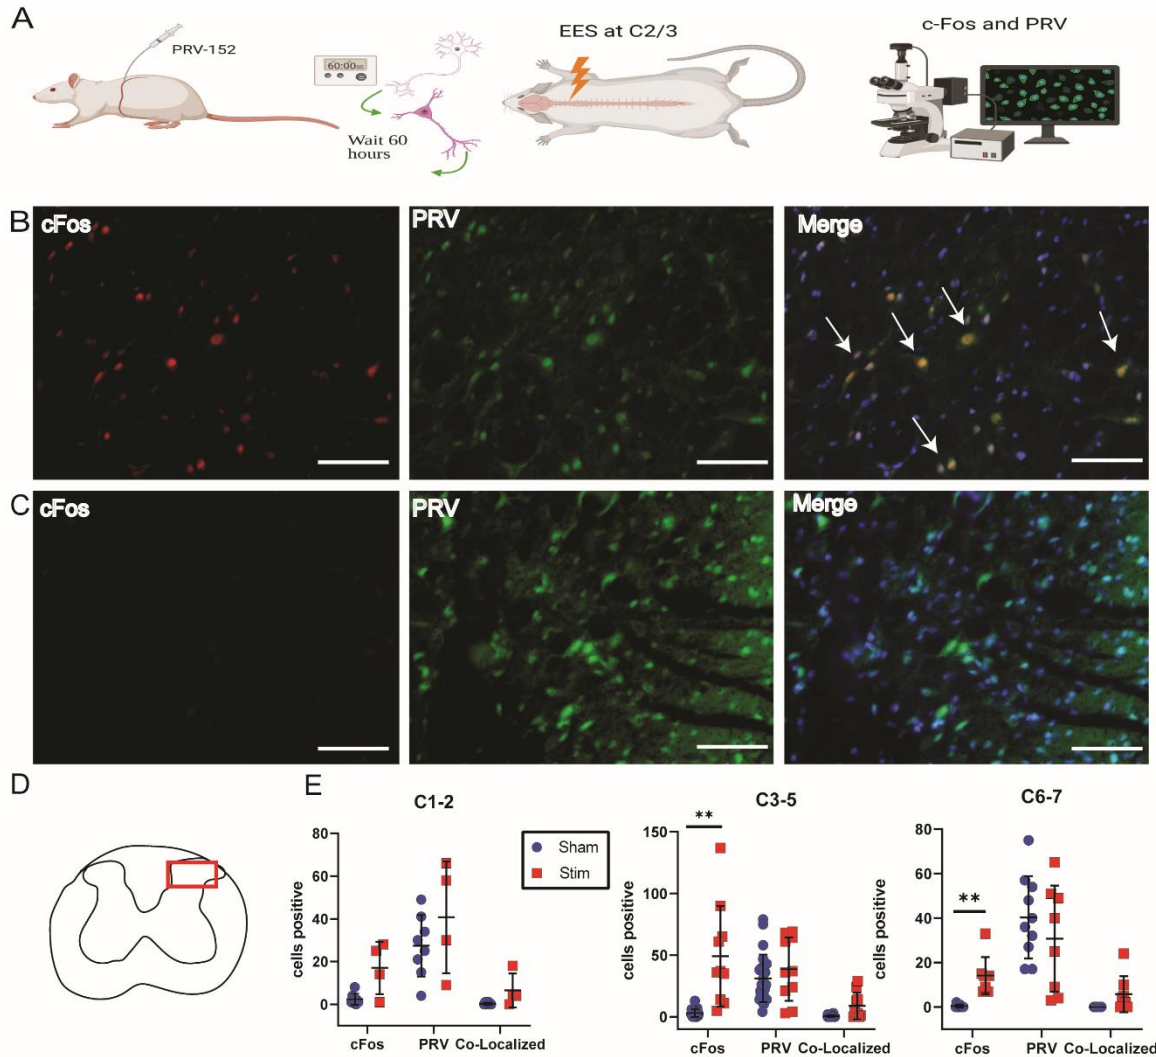 A
PRV-152
60:00
Wait 60
hours
EES at C2/3
c-Fos and PRV
B
cFos
PRV
Merge
C
cFos
PRV
Merge
D
E
C1-2
cells positive
80
60
40
20
0
cFos
PRV
Co-Localized
Sham
Stim
C3-5
cells positive
150
100
50
0
**
cFos
PRV
Co-Localized
C6-7
cells positive
80
60
40
20
0
**
cFos
PRV
Co-Localized